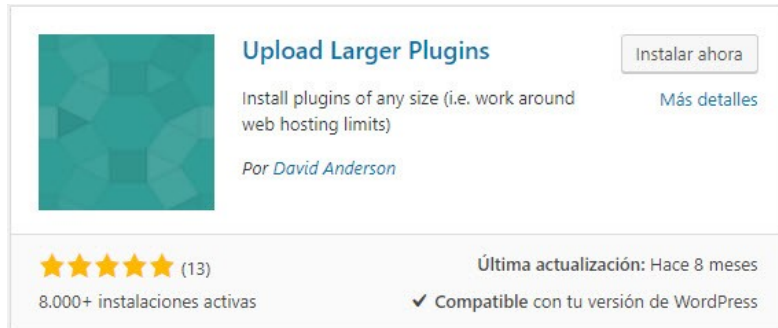 Upload Larger Plugins
Instalar ahora
Install plugins of any size (i.e. work around
web hosting limits)
Más detalles
Por David Anderson
(13)
Última actualización: Hace 8 meses
8.000+ instalaciones activas
✔ Compatible con tu versión de WordPress